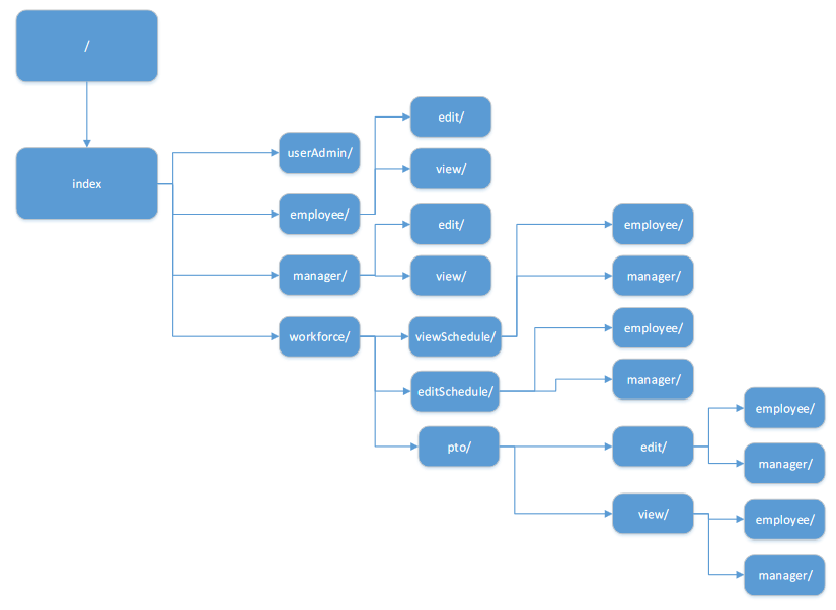 /
index
userAdmin/
employee/
manager/
workforce/
edit/
view/
edit/
view/
viewSchedule/
editSchedule/
pto/
employee/
manager/
employee/
manager/
edit/
view/
employee/
manager/
employee/
manager/